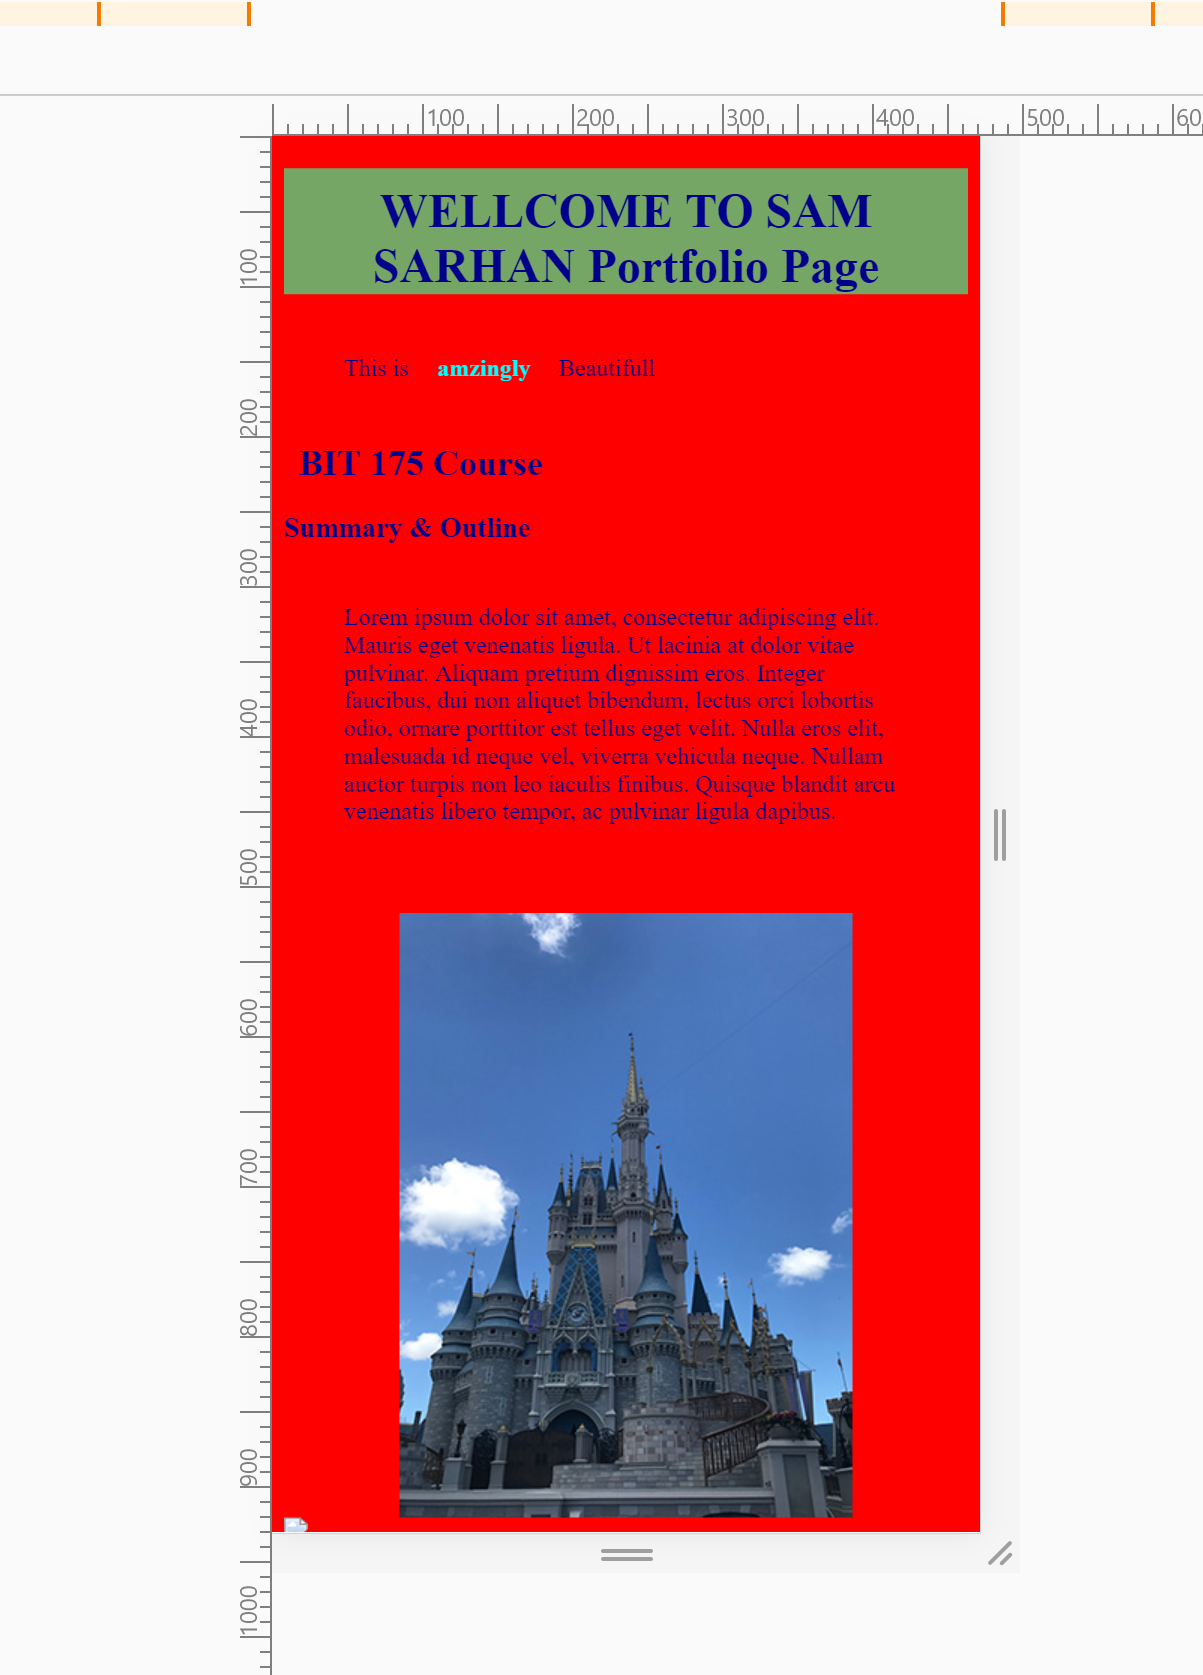 100 200 300 400 500 60
WELLCOME TO SAM
SARHAN Portfolio Page
This is amzingly Beautifull
BIT 175 Course
Summary & Outline
Lorem ipsum dolor sit amet, consectetur adipiscing elit.
Mauris eget venenatis ligula. Ut lacinia at dolor vitae
pulvinar. Aliquam pretium dignissim eros. Integer
faucibus, dui non aliquet bibendum, lectus orci lobortis
odio, ornare porttitor est tellus eget velit. Nulla eros elit,
malesuada id neque vel, viverra vehicula neque. Nullam
auctor turpis non leo iaculis finibus. Quisque blandit arcu
venenatis libero tempor, ac pulvinar ligula dapibus.
100
200
300
400
500
600
700
800
900
1000